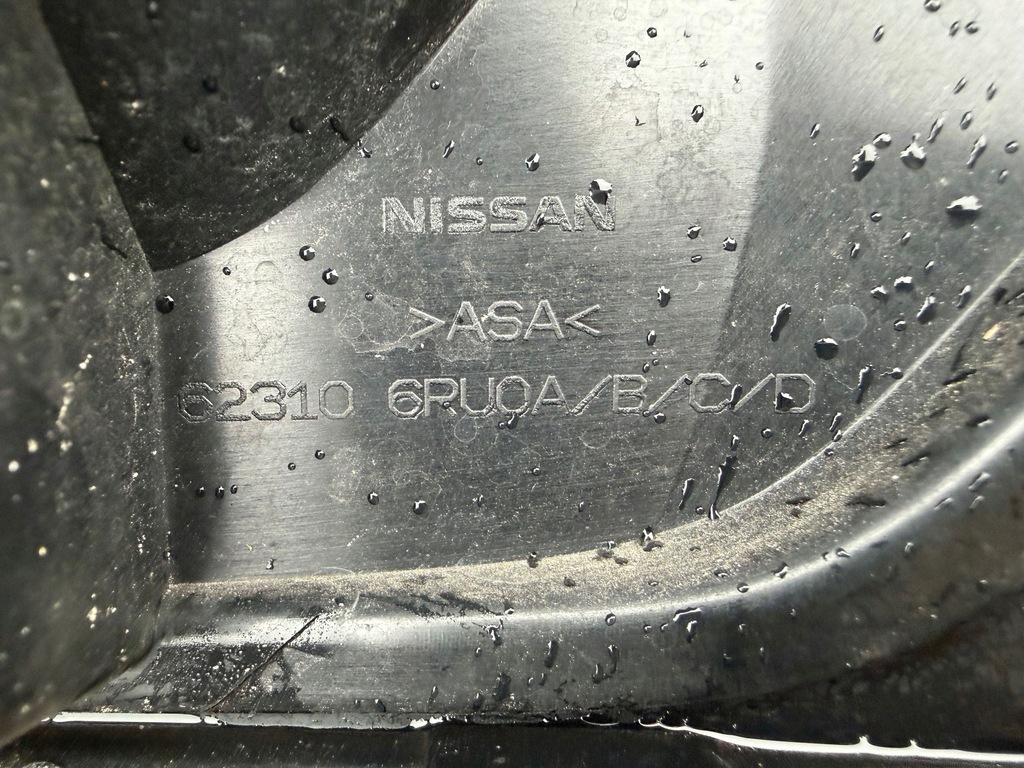 NISSAN
>ASA<
62310 6RU0A/B/C/D